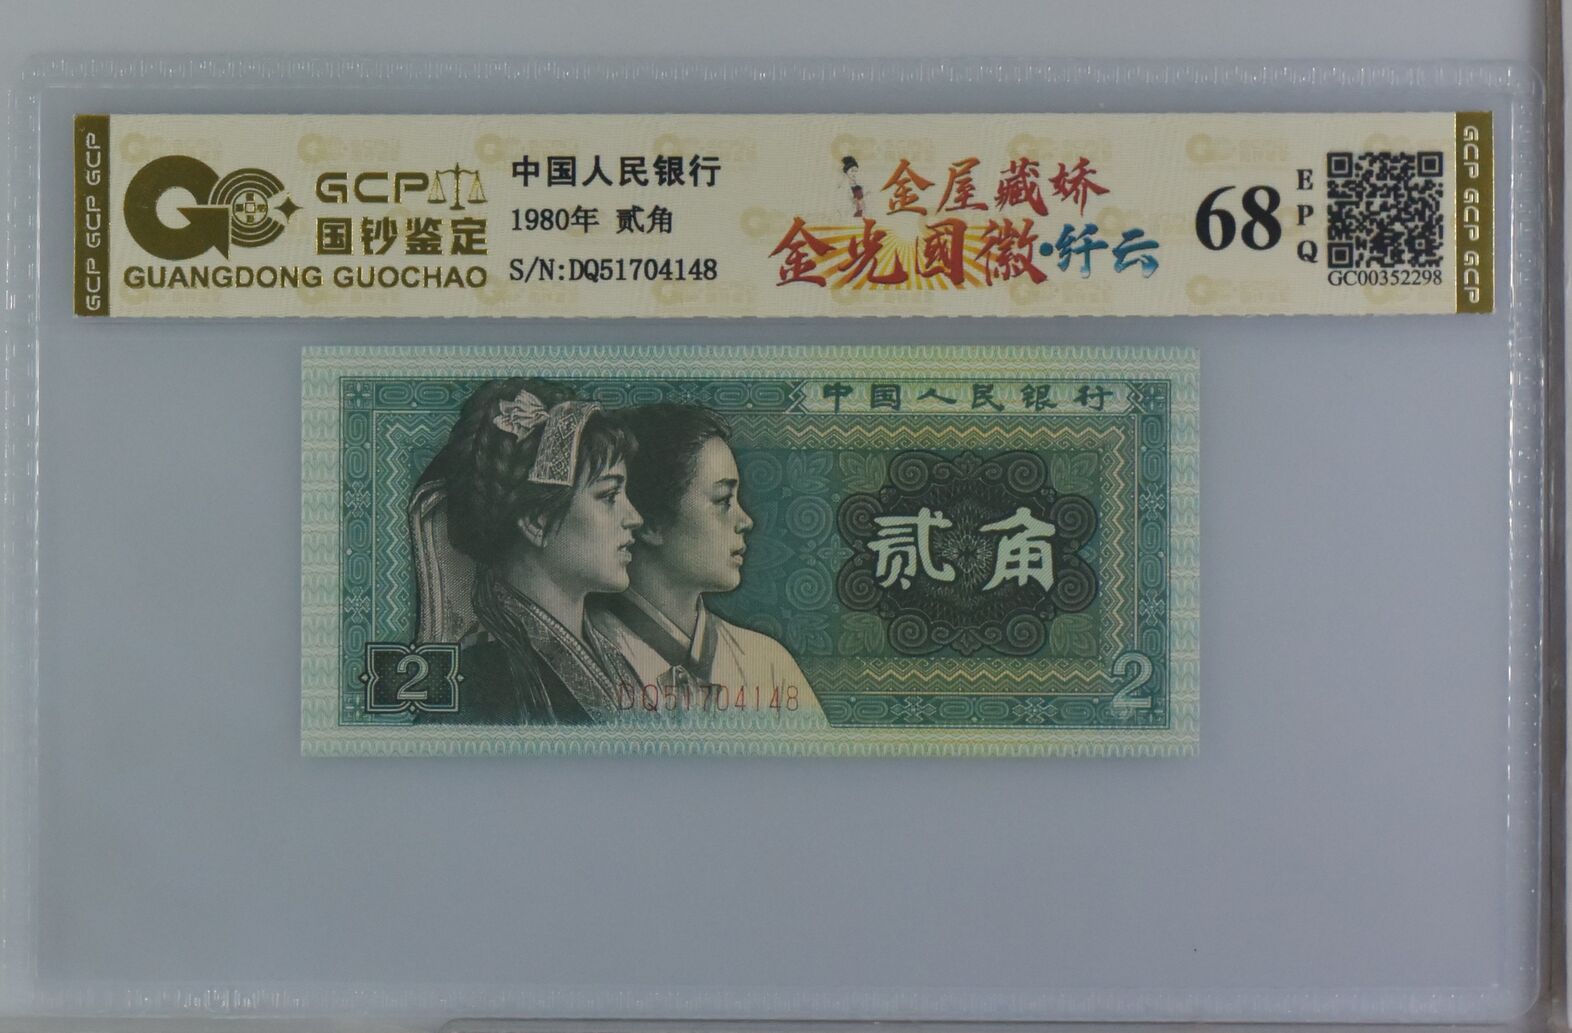 GCP GCP GCP
GCP
国钞鉴定
GUANGDONG GUOCHAO
中国人民银行
1980年 贰角
S/N:DQ51704148
金屋藏娇
金光國徽·纤云
68
EPQ
GC00352298
GCP GCP GCP
中国人民银行
贰角
2
2
DQ51704148